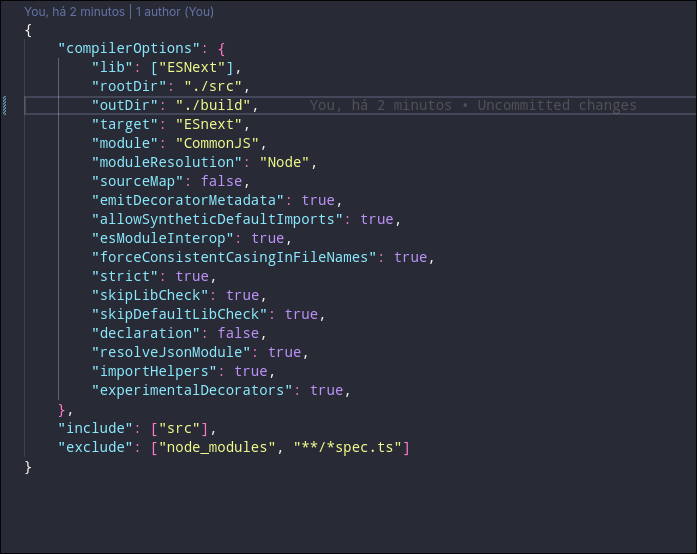 You, há 2 minutos | 1 author (You)
{
    "compilerOptions": {
        "lib": ["ESNext"],
        "rootDir": "./src",
        "outDir": "./build",     You, há 2 minutos • Uncommitted changes
        "target": "ESnext",
        "module": "CommonJS",
        "moduleResolution": "Node",
        "sourceMap": false,
        "emitDecoratorMetadata": true,
        "allowSyntheticDefaultImports": true,
        "esModuleInterop": true,
        "forceConsistentCasingInFileNames": true,
        "strict": true,
        "skipLibCheck": true,
        "skipDefaultLibCheck": true,
        "declaration": false,
        "resolveJsonModule": true,
        "importHelpers": true,
        "experimentalDecorators": true,
    },
    "include": ["src"],
    "exclude": ["node_modules", "**/*spec.ts"]
}